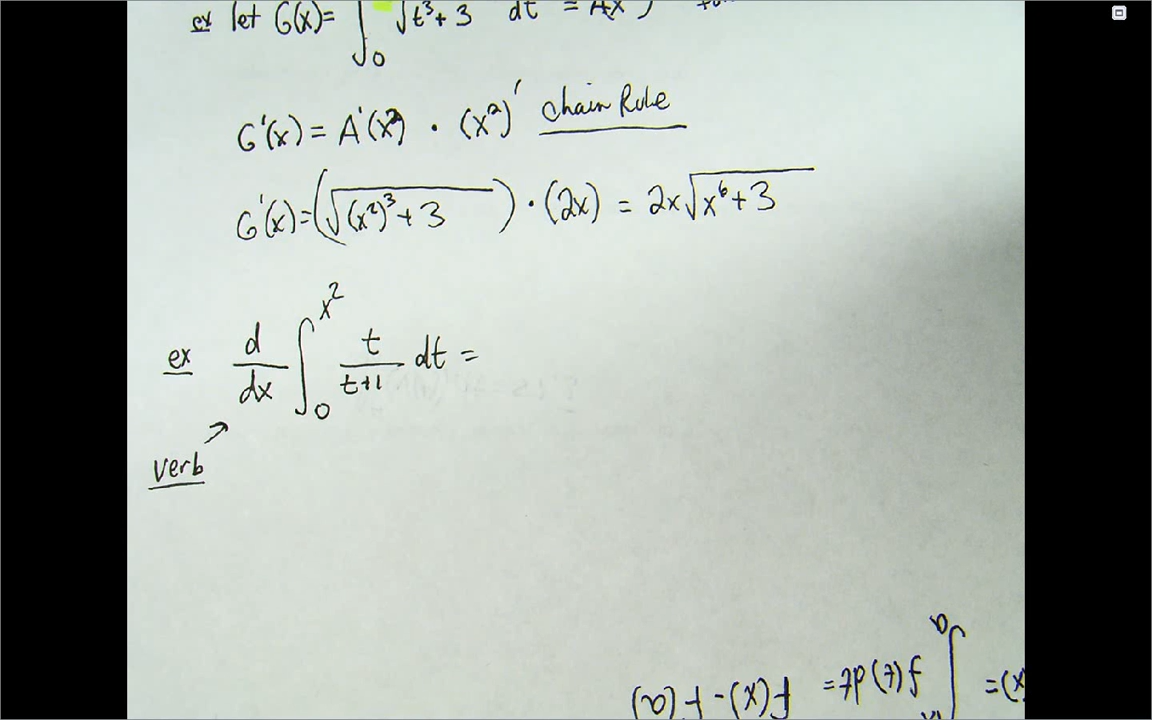 ex let G(x)= ∫₀ √t³+3 dt =
G'(x) = A'(x²) · (x²)' Chain Rule
G'(x)=(√(x²)³+3) · (2x) = 2x√x⁶+3
ex d/dx ∫₀^x² t/t+1 dt =
verb